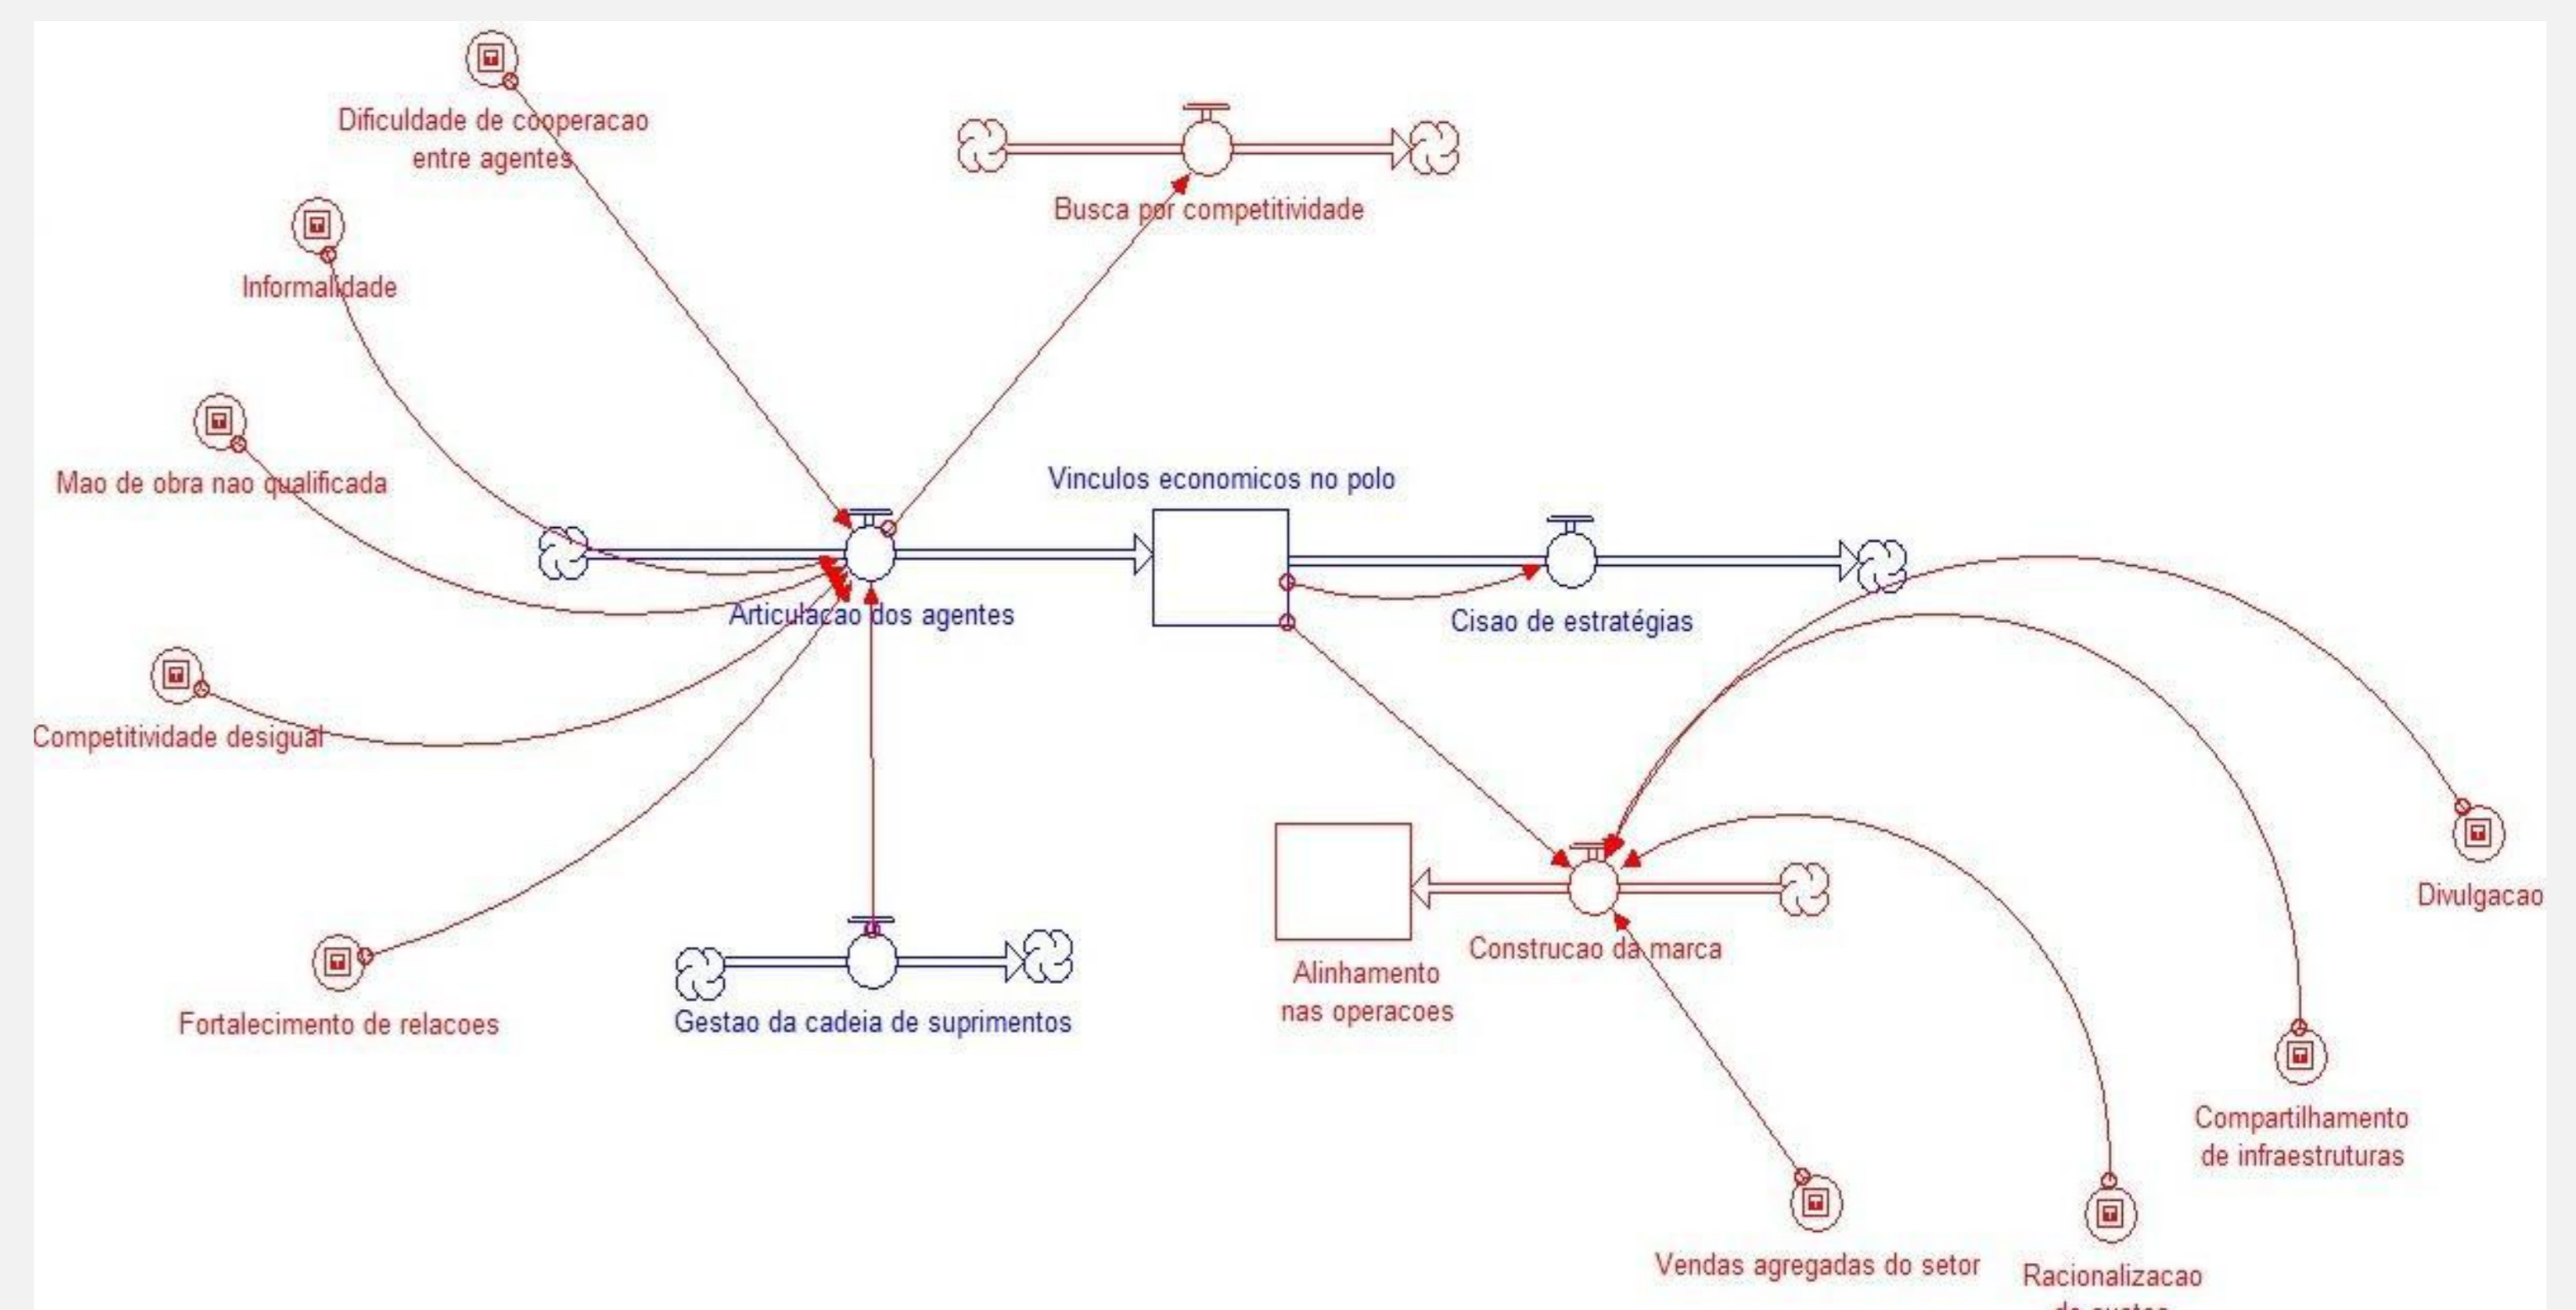 Dificuldade de cooperacao
entre agentes
Busca por competitividade
Informalidade
Mao de obra nao qualificada
Vinculos economicos no polo
Articulacao dos agentes
Cisao de estratégias
Competitividade desigual
Divulgacao
Construcao da marca
Alinhamento
nas operacoes
Fortalecimento de relacoes
Gestao da cadeia de suprimentos
Compartilhamento
de infraestruturas
Vendas agregadas do setor
Racionalizacao